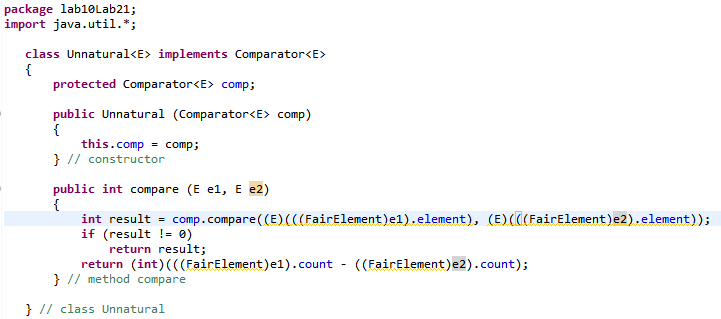 package lab10Lab21;
import java.util.*;
class Unnatural<E> implements Comparator<E>
{
protected Comparator<E> comp;
public Unnatural (Comparator<E> comp)
{
this.comp = comp;
} // constructor
public int compare (E e1, E e2)
{
int result = comp.compare((E)(((FairElement)e1).element), (E)(((FairElement)e2).element));
if (result != 0)
return result;
return (int)(((FairElement)e1).count - ((FairElement)e2).count);
} // method compare
} // class Unnatural